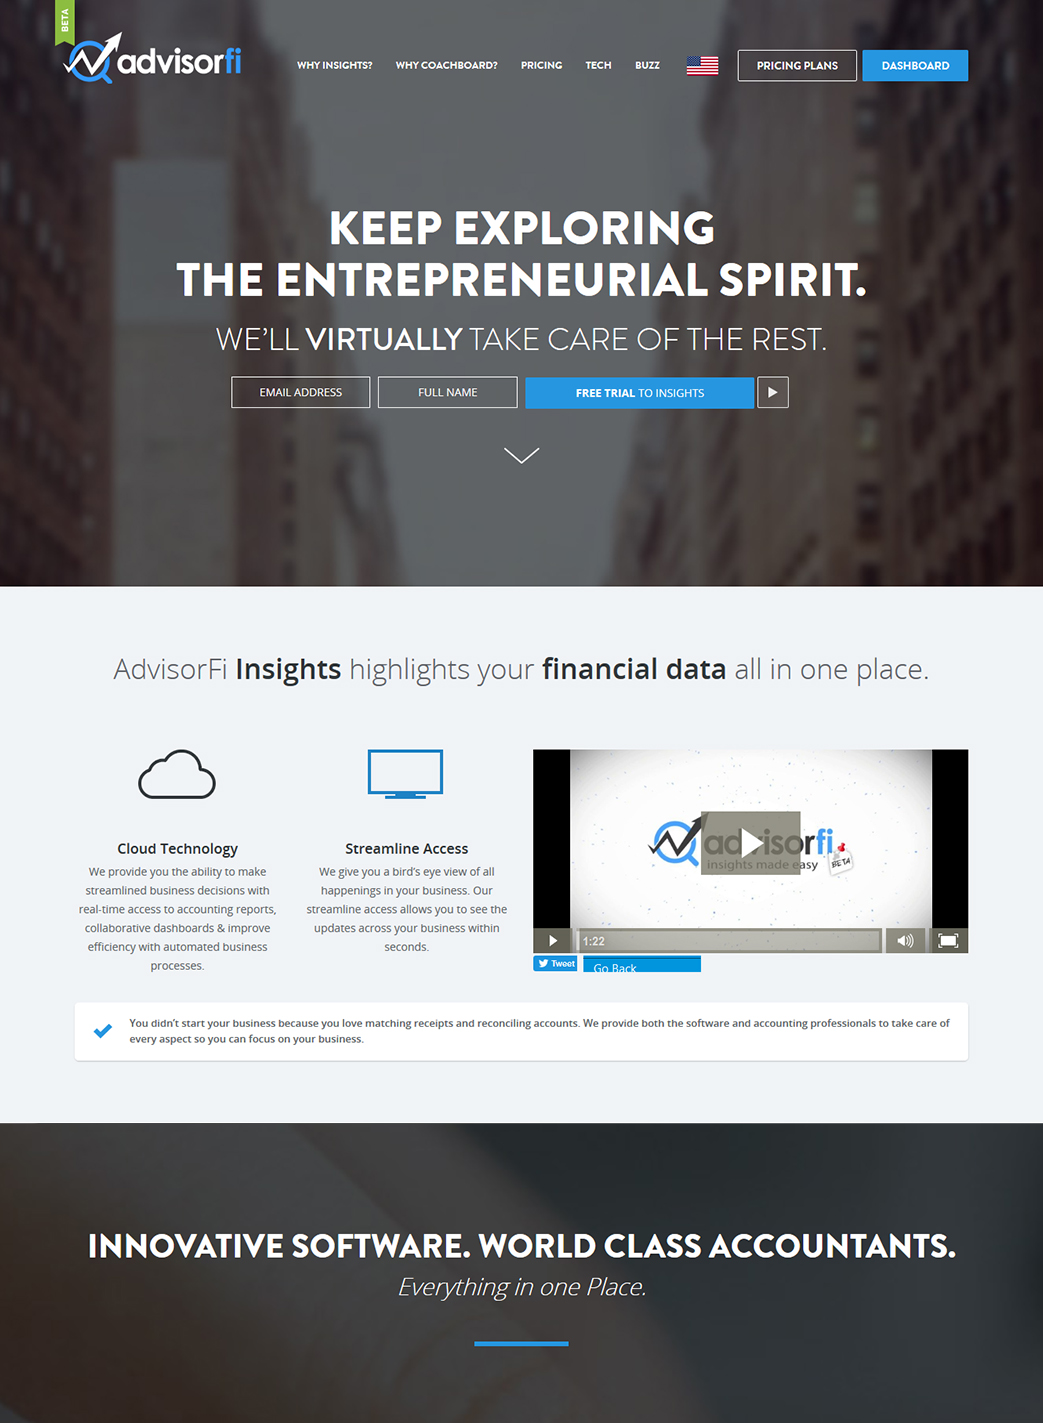 BETA
advisorfi
WHY INSIGHTS?
WHY COACHBOARD?
PRICING
TECH
BUZZ
PRICING PLANS
DASHBOARD
KEEP EXPLORING
THE ENTREPRENEURIAL SPIRIT.
WE'LL VIRTUALLY TAKE CARE OF THE REST.
EMAIL ADDRESS
FULL NAME
FREE TRIAL TO INSIGHTS
AdvisorFi Insights highlights your financial data all in one place.
Cloud Technology
We provide you the ability to make
streamlined business decisions with
real-time access to accounting reports,
collaborative dashboards & improve
efficiency with automated business
processes.
Streamline Access
We give you a bird's eye view of all
happenings in your business. Our
streamline access allows you to see the
updates across your business within
seconds.
advisorfi
insights made easy
BETA
1:22
Tweet
Go Back
You didn't start your business because you love matching receipts and reconciling accounts. We provide both the software and accounting professionals to take care of
every aspect so you can focus on your business.
INNOVATIVE SOFTWARE. WORLD CLASS ACCOUNTANTS.
Everything in one Place.